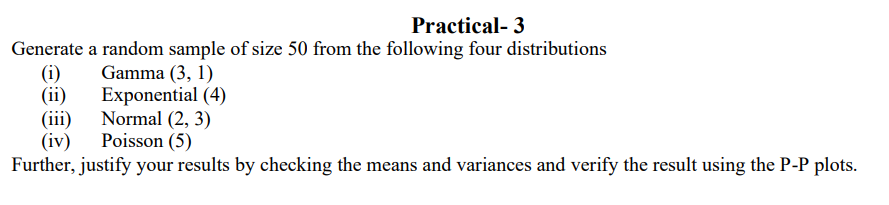 Practical- 3
Generate a random sample of size 50 from the following four distributions
(i) Gamma (3, 1)
(ii) Exponential (4)
(iii) Normal (2, 3)
(iv) Poisson (5)
Further, justify your results by checking the means and variances and verify the result using the P-P plots.